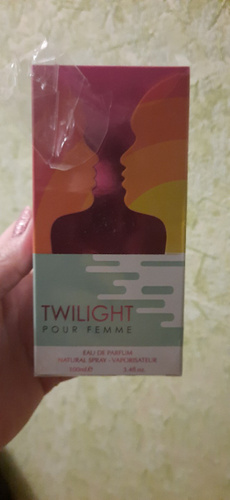 TWILIGHT
POUR FEMME
EAU DE PARFUM
NATURAL SPRAY - VAPORISATEUR
100ml℮ 3.4fl.oz.